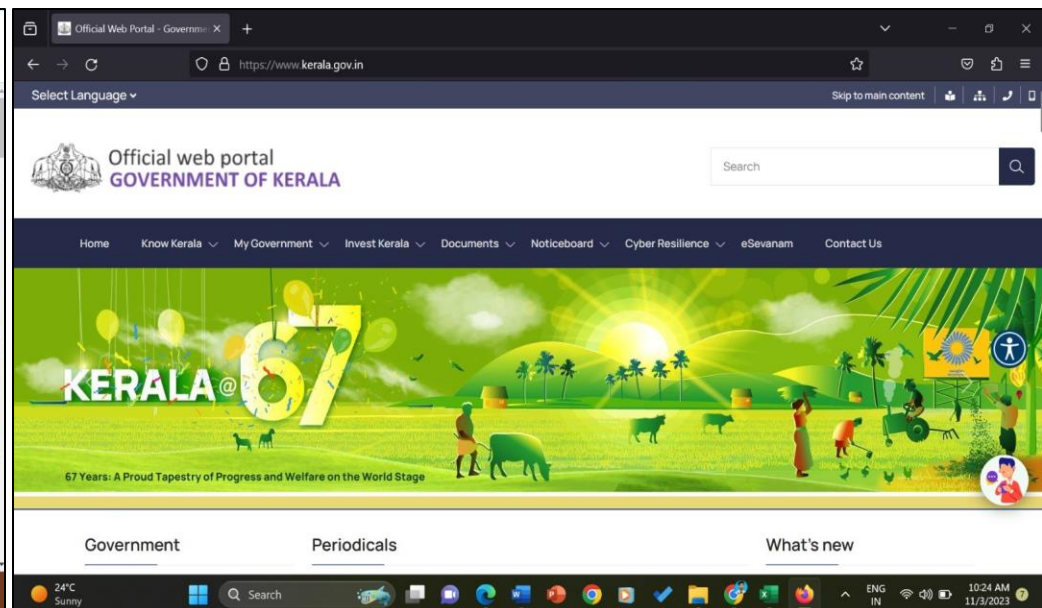 Official Web Portal - Governme
https://www.kerala.gov.in
Select Language
Skip to main content
Official web portal
GOVERNMENT OF KERALA
Search
Home Know Kerala My Government Invest Kerala Documents Noticeboard Cyber Resilience eSevanam Contact Us
KERALA@67
67 Years: A Proud Tapestry of Progress and Welfare on the World Stage
Government Periodicals What's new
24°C
Sunny
Search
ENG
IN
10:24 AM
11/3/2023
7